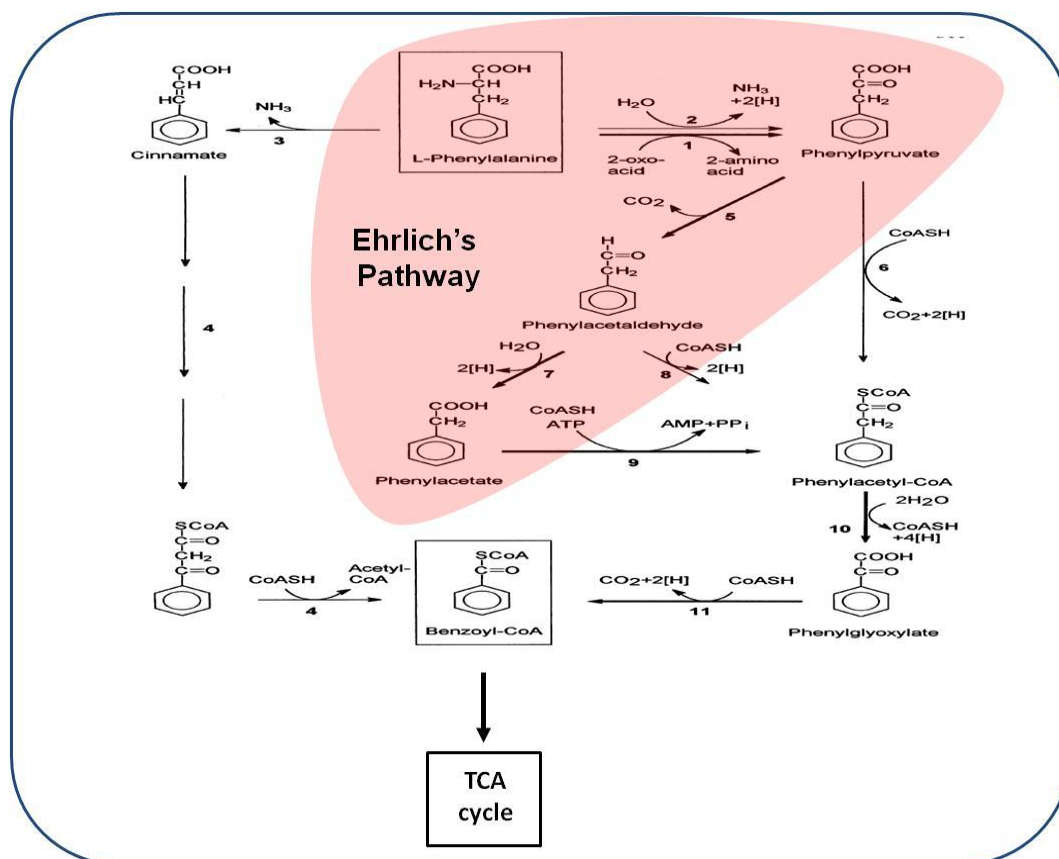 COOH
CH
HC
Cinnamate
NH₃
3
COOH
H₂N—C—H
CH₂
L-Phenylalanine
H₂O
NH₃
+2[H]
2
1
2-oxo-
acid
2-amino
acid
COOH
C=O
CH₂
Phenylpyruvate
CO₂
5
Ehrlich's
Pathway
H
C=O
CH₂
Phenylacetaldehyde
CoASH
6
CO₂+2[H]
4
H₂O
2[H]
7
CoASH
2[H]
8
COOH
CH₂
Phenylacetate
CoASH
ATP
AMP+PPi
9
SCoA
C=O
CH₂
Phenylacetyl-CoA
2H₂O
10
CoASH
+4[H]
SCoA
C=O
CH₂
C=O
CoASH
Acetyl-
CoA
4
SCoA
C=O
Benzoyl-CoA
CO₂+2[H]
CoASH
11
COOH
C=O
Phenylglyoxylate
TCA
cycle